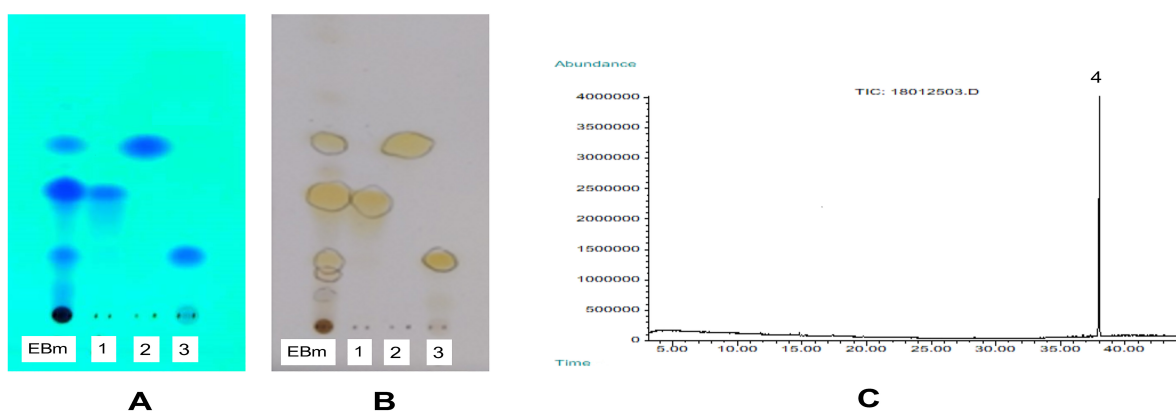 EBm 1 2 3
A
EBm 1 2 3
B
Abundance
TIC: 18012503.D
4
4000000
3500000
3000000
2500000
2000000
1500000
1000000
500000
0
5.00 10.00 15.00 20.00 25.00 30.00 35.00 40.00
Time
C